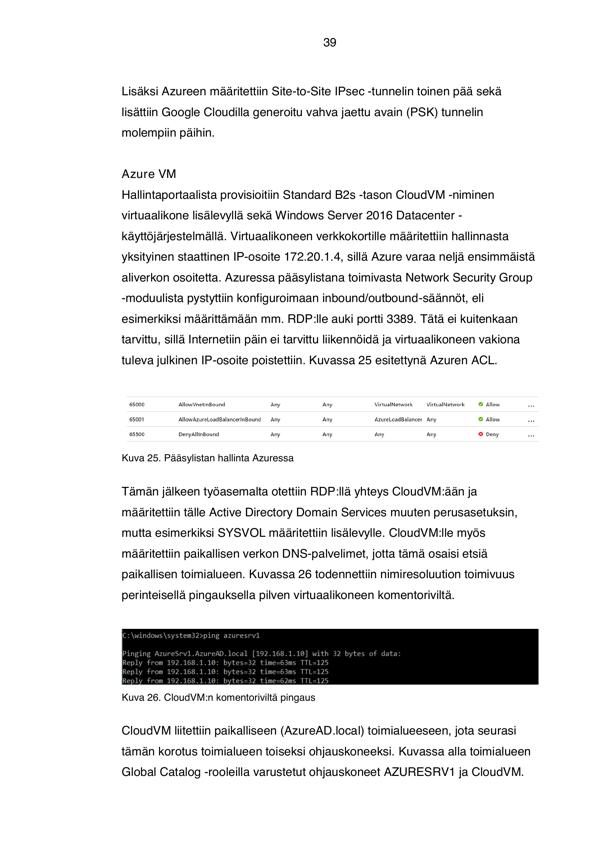 39
Lisäksi Azureen määritettiin Site-to-Site IPsec -tunnelin toinen pää sekä
lisättiin Google Cloudilla generoitu vahva jaettu avain (PSK) tunnelin
molempiin päihin.
Azure VM
Hallintaportaalista provisioitiin Standard B2s -tason CloudVM -niminen
virtuaalikone lisälevyllä sekä Windows Server 2016 Datacenter -
käyttöjärjestelmällä. Virtuaalikoneen verkkokortille määritettiin hallinnasta
yksityinen staattinen IP-osoite 172.20.1.4, sillä Azure varaa neljä ensimmäistä
aliverkon osoitetta. Azuressa pääsylistana toimivasta Network Security Group
-moduulista pystyttiin konfiguroimaan inbound/outbound-säännöt, eli
esimerkiksi määrittämään mm. RDP:lle auki portti 3389. Tätä ei kuitenkaan
tarvittu, sillä Internetiin päin ei tarvittu liikennöidä ja virtuaalikoneen vakiona
tuleva julkinen IP-osoite poistettiin. Kuvassa 25 esitettynä Azuren ACL.
65000 AllowVnetInBound Any Any VirtualNetwork VirtualNetwork Allow ...
65001 AllowAzureLoadBalancerInBound Any Any AzureLoadBalancer Any Allow ...
65500 DenyAllInBound Any Any Any Any Deny ...
Kuva 25. Pääsylistan hallinta Azuressa
Tämän jälkeen työasemalta otettiin RDP:llä yhteys CloudVM:ään ja
määritettiin tälle Active Directory Domain Services muuten perusasetuksin,
mutta esimerkiksi SYSVOL määritettiin lisälevylle. CloudVM:lle myös
määritettiin paikallisen verkon DNS-palvelimet, jotta tämä osaisi etsiä
paikallisen toimialueen. Kuvassa 26 todennettiin nimiresoluution toimivuus
perinteisellä pingauksella pilven virtuaalikoneen komentoriviltä.
C:\windows\system32>ping azuresrv1
Pinging AzureSrv1.AzureAD.local [192.168.1.10] with 32 bytes of data:
Reply from 192.168.1.10: bytes=32 time=63ms TTL=125
Reply from 192.168.1.10: bytes=32 time=63ms TTL=125
Reply from 192.168.1.10: bytes=32 time=62ms TTL=125
Kuva 26. CloudVM:n komentoriviltä pingaus
CloudVM liitettiin paikalliseen (AzureAD.local) toimialueeseen, jota seurasi
tämän korotus toimialueen toiseksi ohjauskoneeksi. Kuvassa alla toimialueen
Global Catalog -rooleilla varustetut ohjauskoneet AZURESRV1 ja CloudVM.